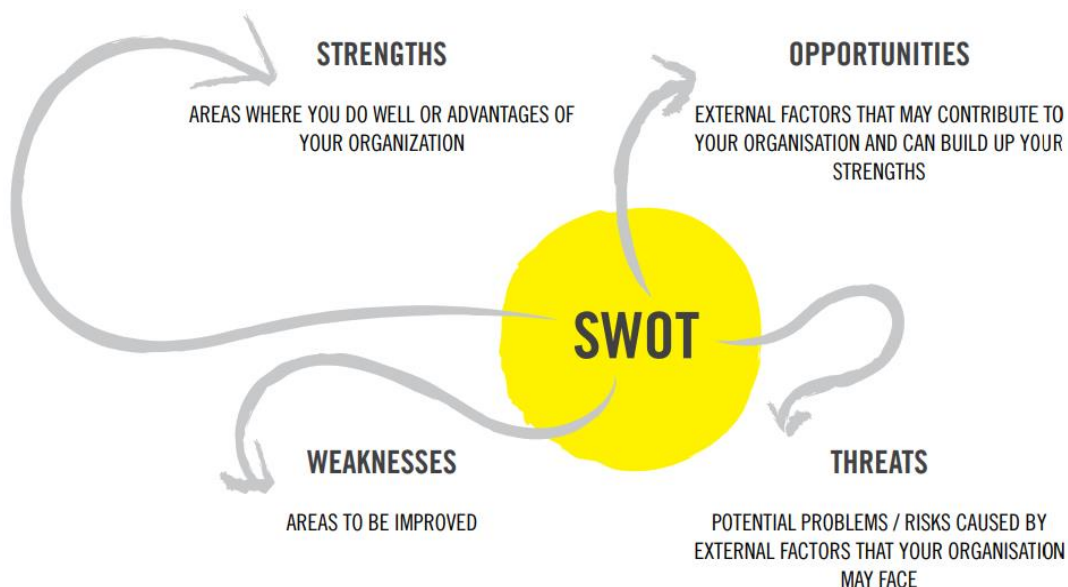 STRENGTHS
AREAS WHERE YOU DO WELL OR ADVANTAGES OF
YOUR ORGANIZATION
OPPORTUNITIES
EXTERNAL FACTORS THAT MAY CONTRIBUTE TO
YOUR ORGANISATION AND CAN BUILD UP YOUR
STRENGTHS
SWOT
WEAKNESSES
AREAS TO BE IMPROVED
THREATS
POTENTIAL PROBLEMS / RISKS CAUSED BY
EXTERNAL FACTORS THAT YOUR ORGANISATION
MAY FACE